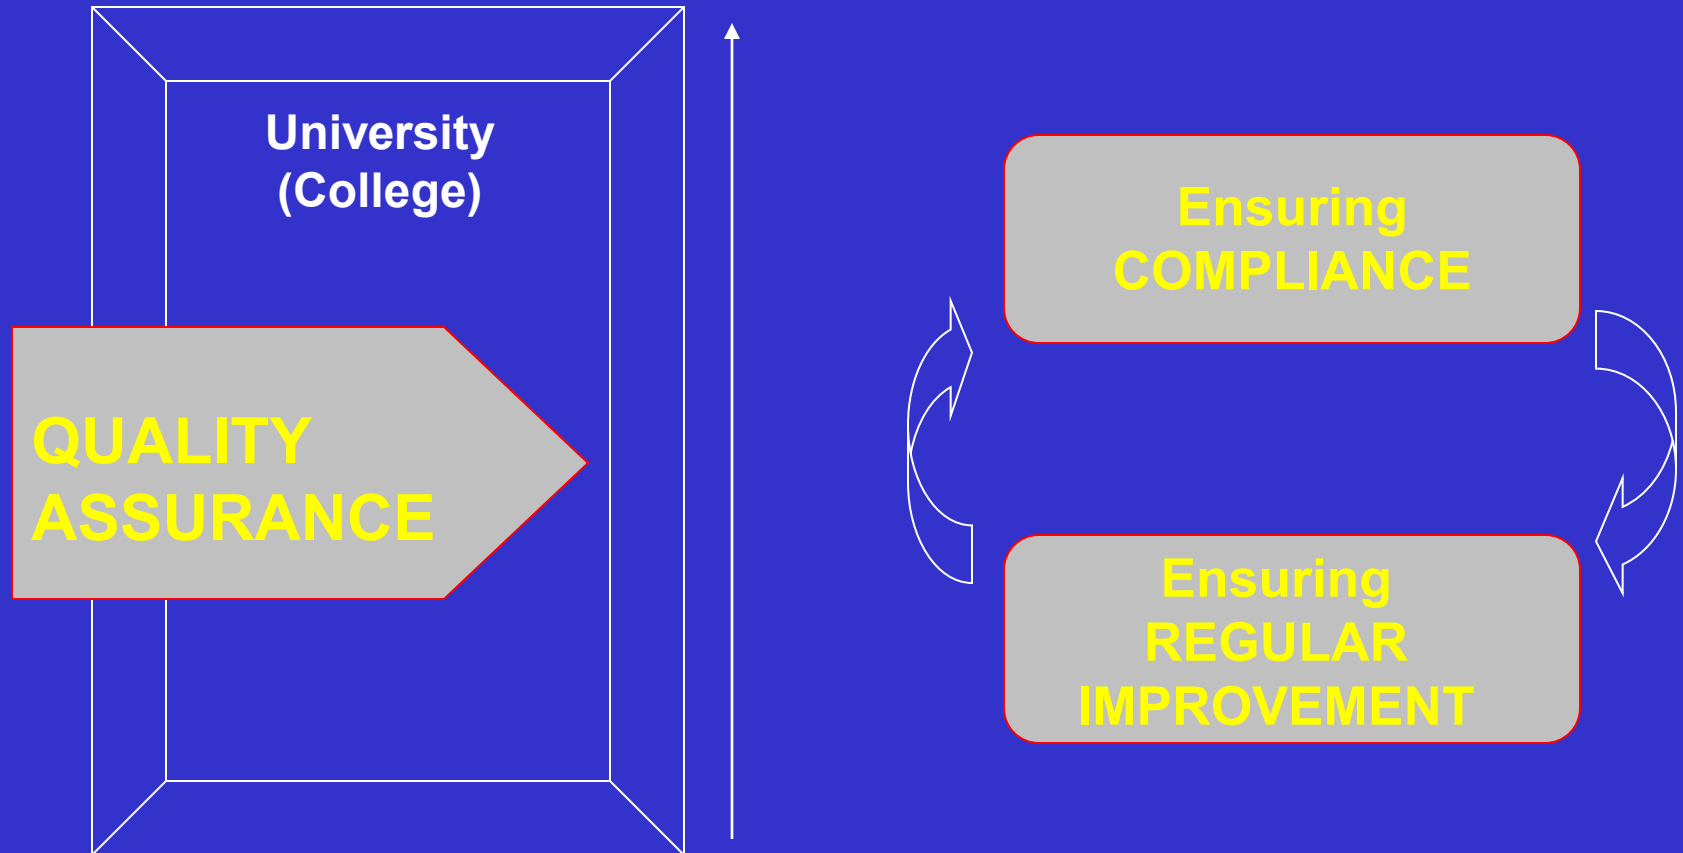 University
(College)
QUALITY
ASSURANCE
Ensuring
COMPLIANCE
Ensuring
REGULAR
IMPROVEMENT